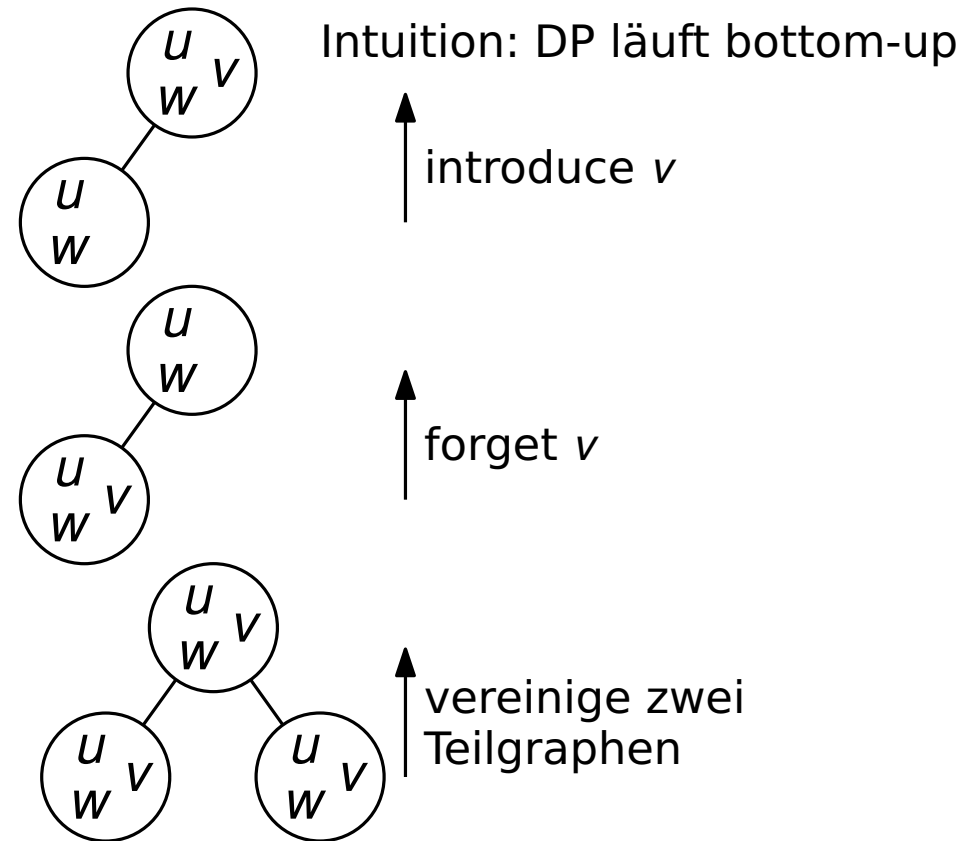 Intuition: DP läuft bottom-up
u v
w
introduce v
u
w
u
w
forget v
u
w v
u
w v
vereinige zwei
Teilgraphen
u
w v
u
w v